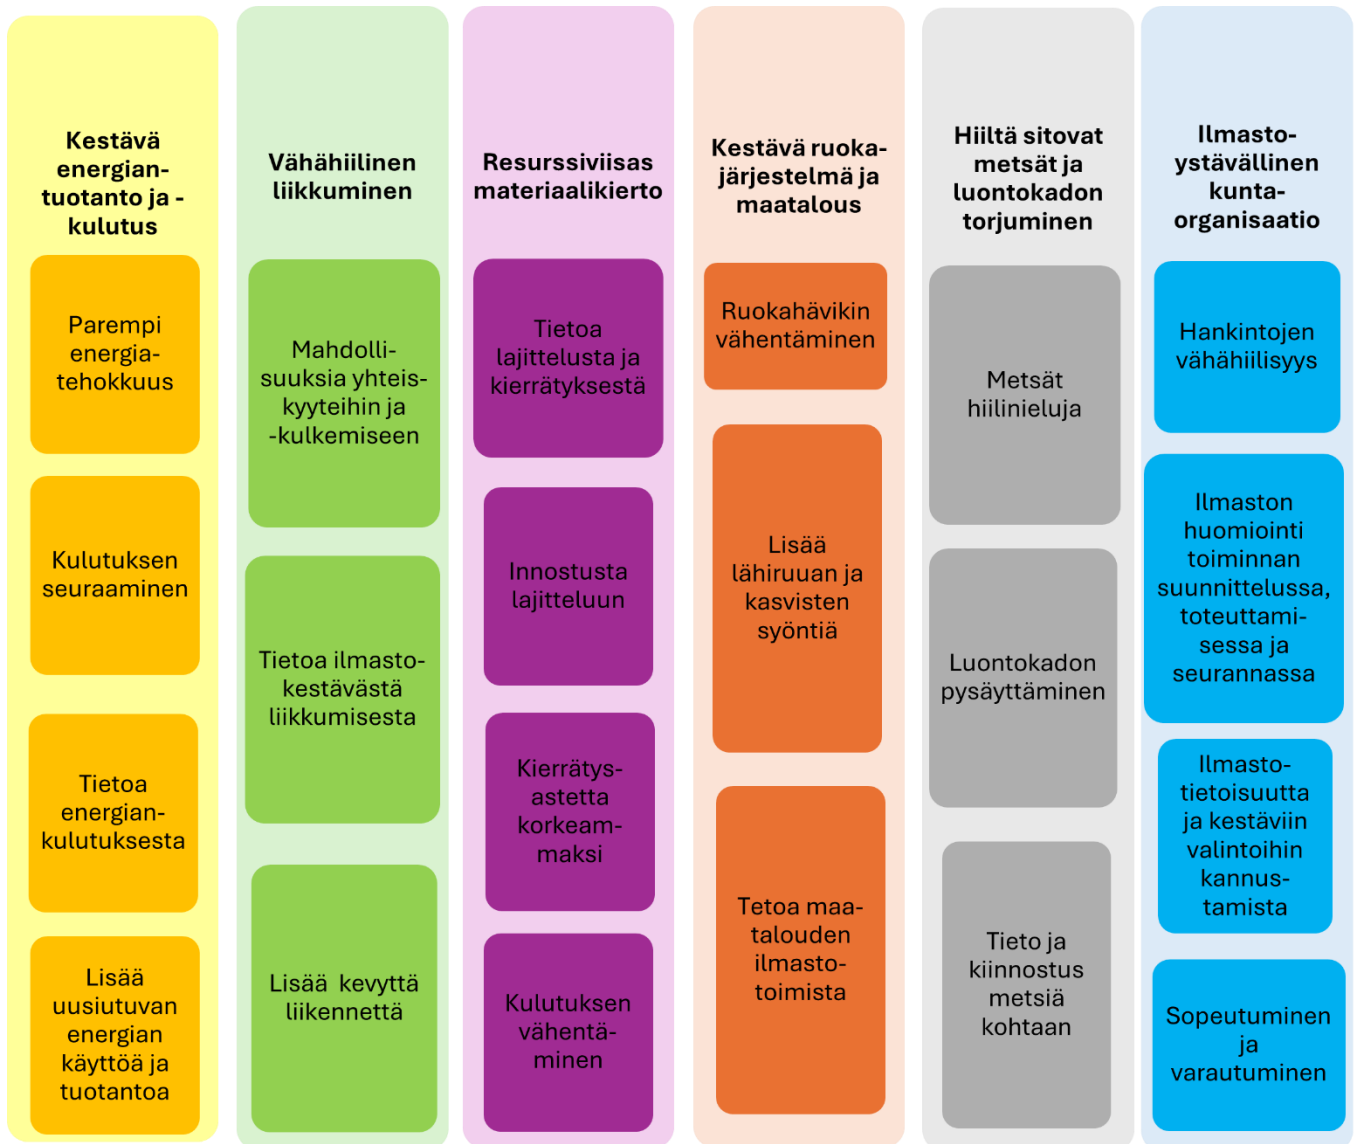 Kestävä
energian-
tuotanto ja -
kulutus
Parempi
energia-
tehokkuus
Kulutuksen
seuraaminen
Tietoa
energian-
kulutuksesta
Lisää
uusiutuvan
energian
käyttöä ja
tuotantoa
Vähähiilinen
liikkuminen
Mahdolli-
suuksia yhteis-
kyyteihin ja
-kulkemiseen
Tietoa ilmasto-
kestävästä
liikkumisesta
Lisää  kevyttä
liikennettä
Resurssiviisas
materiaalikierto
Tietoa
lajittelusta ja
kierrätyksestä
Innostusta
lajitteluun
Kierrätys-
astetta
korkeam-
maksi
Kulutuksen
vähentä-
minen
Kestävä ruoka-
järjestelmä ja
maatalous
Ruokahävikin
vähentäminen
Lisää
lähiruuan ja
kasvisten
syöntiä
Tetoa maa-
talouden
ilmasto-
toimista
Hiiltä sitovat
metsät ja
luontokadon
torjuminen
Metsät
hiilinieluja
Luontokadon
pysäyttäminen
Tieto ja
kiinnostus
metsiä
kohtaan
Ilmasto-
ystävällinen
kunta-
organisaatio
Hankintojen
vähähiilisyys
Ilmaston
huomiointi
toiminnan
suunnittelussa,
toteuttami-
sessa ja
seurannassa
Ilmasto-
tietoisuutta
ja kestäviin
valintoihin
kannus-
tamista
Sopeutuminen
ja
varautuminen